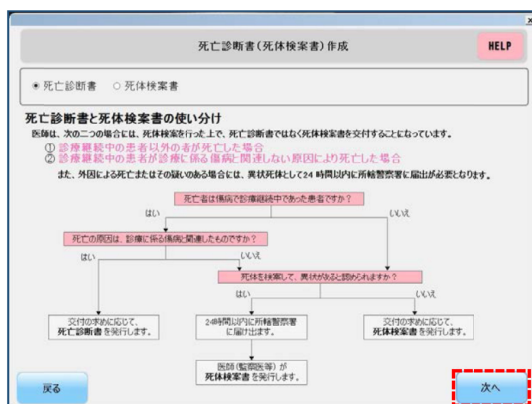 死亡診断書(死体検案書)作成
HELP
死亡診断書 死体検案書
死亡診断書と死体検案書の使い分け
医師は、次の二つの場合には、死体検案を行った上で、死亡診断書ではなく死体検案書を交付することになっています。
① 診療継続中の患者以外の者が死亡した場合
② 診療継続中の患者が診療に係る傷病と関連しない原因により死亡した場合
また、外因による死亡またはその疑いのある場合には、異状死体として24時間以内に所轄警察署に届出が必要となります。
死亡者は傷病で診療継続中であった患者ですか?
はい いいえ
死亡の原因は、診療に係る傷病と関連したものですか?
はい いいえ
死体を検案して、異状があると認められますか?
はい いいえ
交付の求めに応じて、
死亡診断書を発行します。
24時間以内に所轄警察署
に届け出ます。
交付の求めに応じて、
死体検案書を発行します。
医師(監察医等)が
死体検案書を発行します。
戻る
次へ